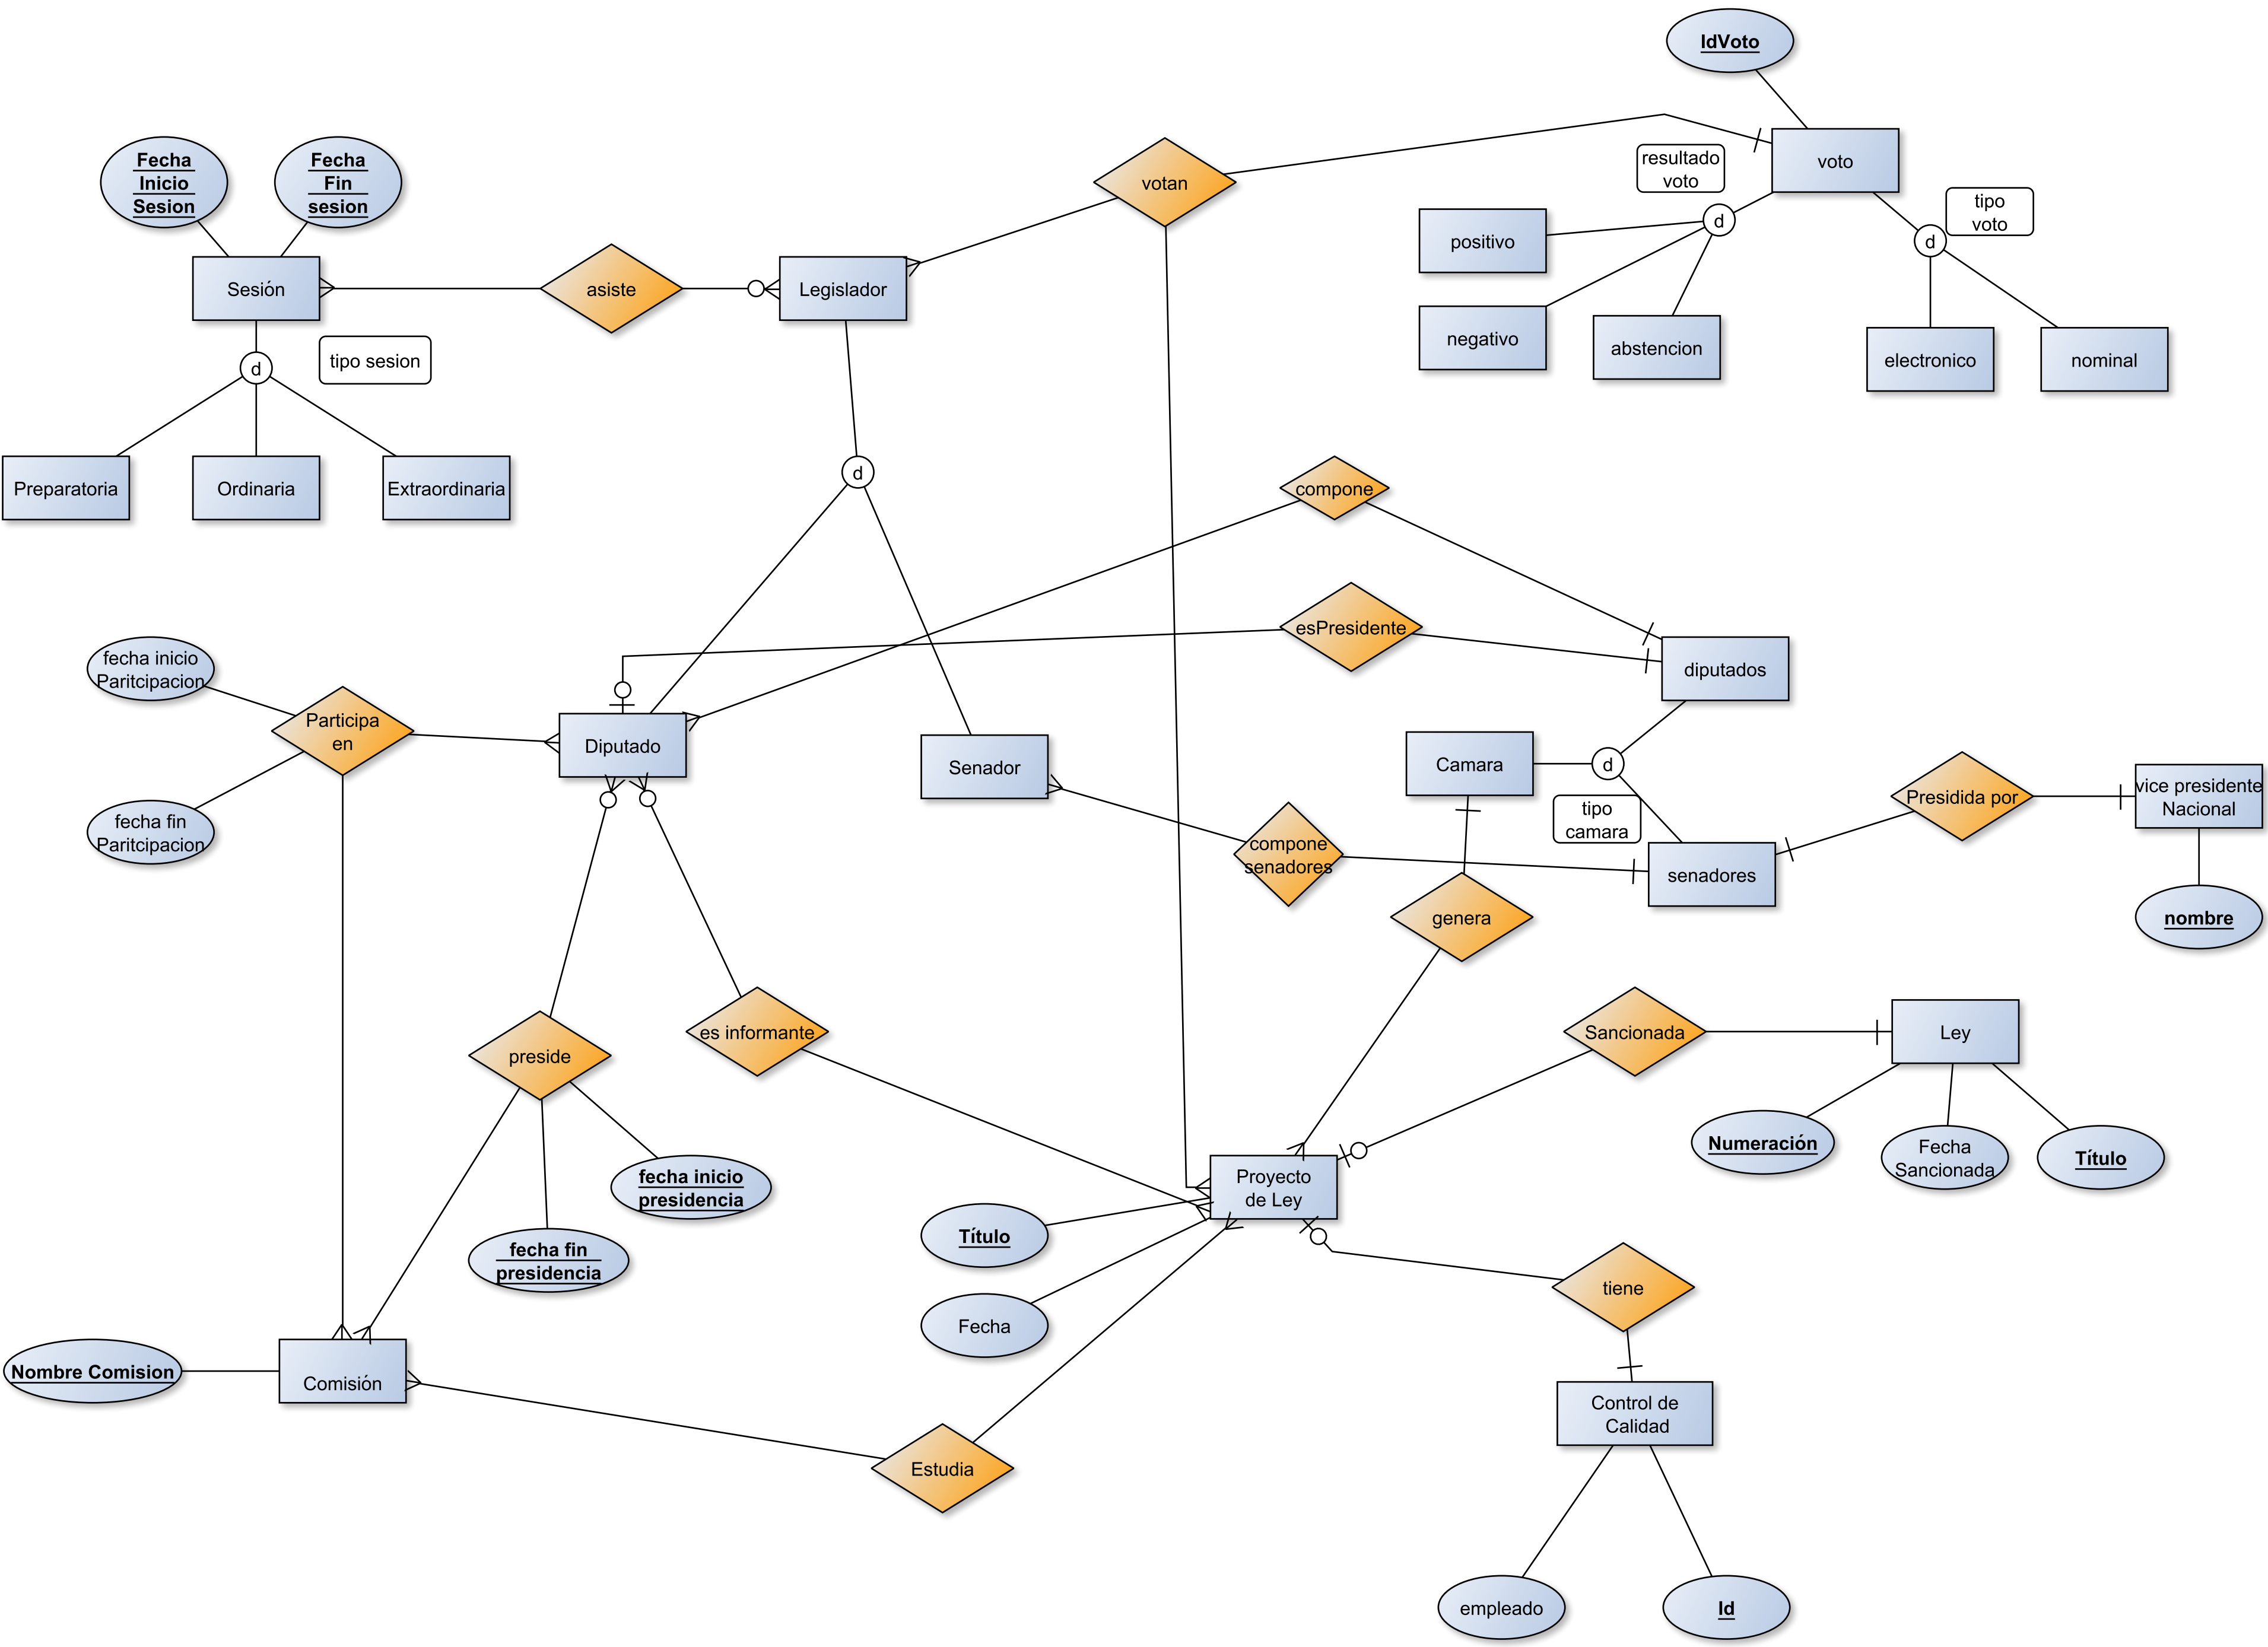 IdVoto
Fecha
Inicio
Sesion
Fecha
Fin
sesion
resultado
voto
voto
votan
tipo
voto
positivo
Sesión
asiste
Legislador
negativo
abstencion
electronico
nominal
tipo sesion
d
d
d
d
Preparatoria
Ordinaria
Extraordinaria
compone
fecha inicio
Paritcipacion
esPresidente
diputados
Participa
en
Diputado
Senador
Camara
d
tipo
camara
Presidida por
vice presidente
Nacional
fecha fin
Paritcipacion
compone
senadores
senadores
genera
nombre
preside
es informante
Sancionada
Ley
Numeración
Fecha
Sancionada
Título
fecha inicio
presidencia
Proyecto
de Ley
Título
fecha fin
presidencia
Fecha
tiene
Nombre Comision
Comisión
Control de
Calidad
Estudia
empleado
Id